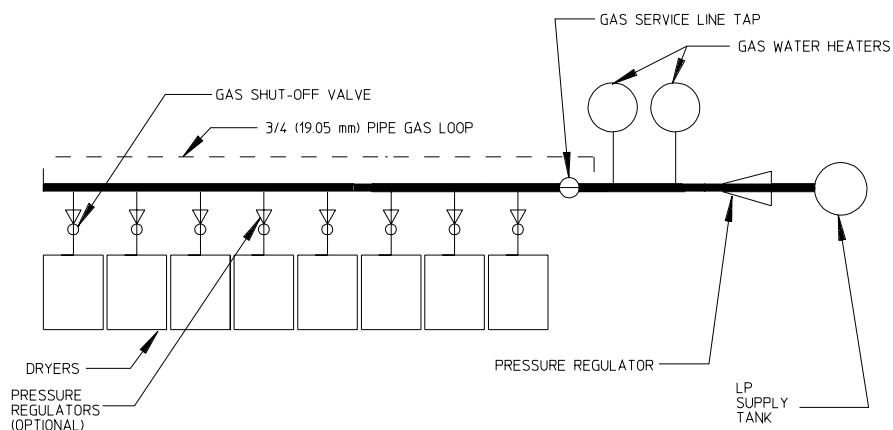 GAS SERVICE LINE TAP
GAS WATER HEATERS
GAS SHUT-OFF VALVE
3/4 (19.05 mm) PIPE GAS LOOP
DRYERS
PRESSURE REGULATOR
PRESSURE
REGULATORS
(OPTIONAL)
LP
SUPPLY
TANK